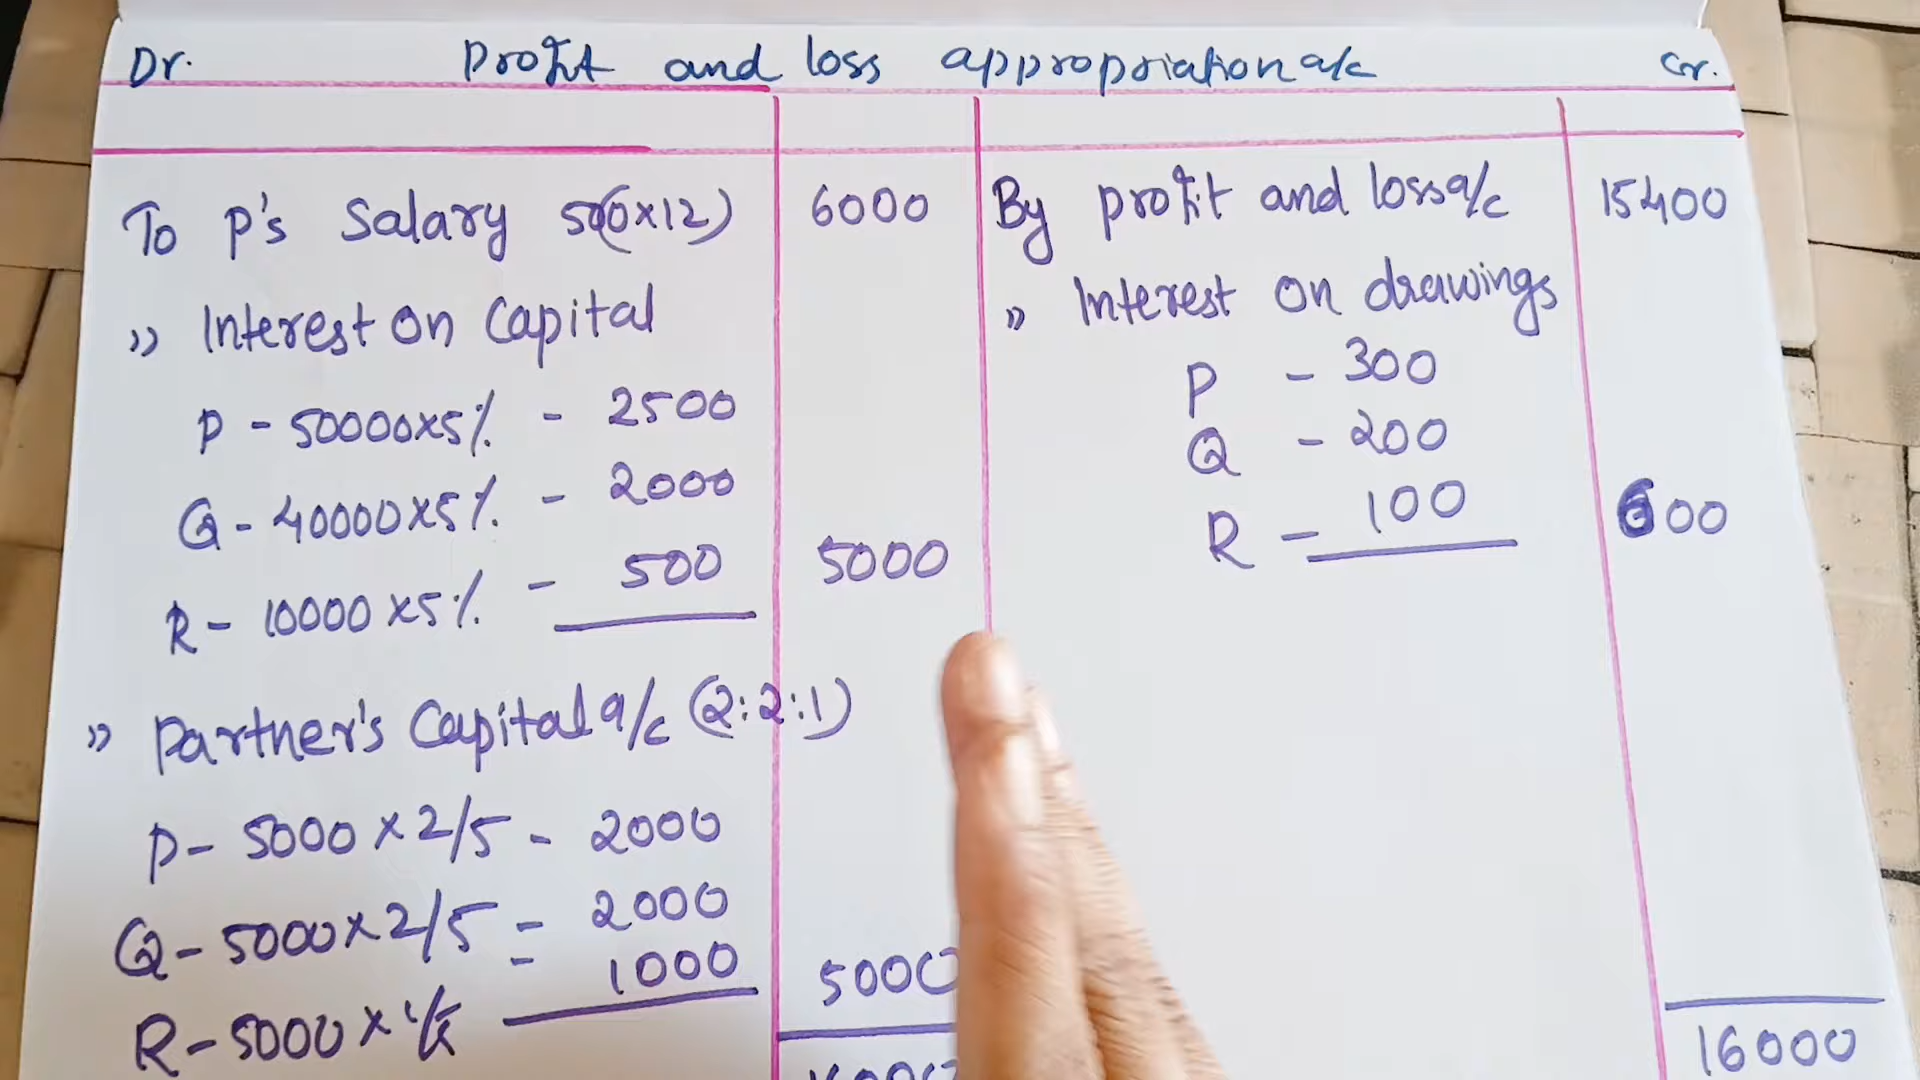 Dr. Profit and loss appropriation a/c Cr.
To P's Salary 500(×12) 6000
" Interest on Capital
P - 50000×5% - 2500
Q - 40000×5% - 2000
R - 10000×5% - 500 5000
" Partner's Capital a/c (2:2:1)
P - 5000 × 2/5 - 2000
Q - 5000 × 2/5 = 2000
R - 5000 × 1/5 - 1000 5000
By profit and loss a/c 15400
" Interest on drawings
P - 300
Q - 200
R - 100 600
16000